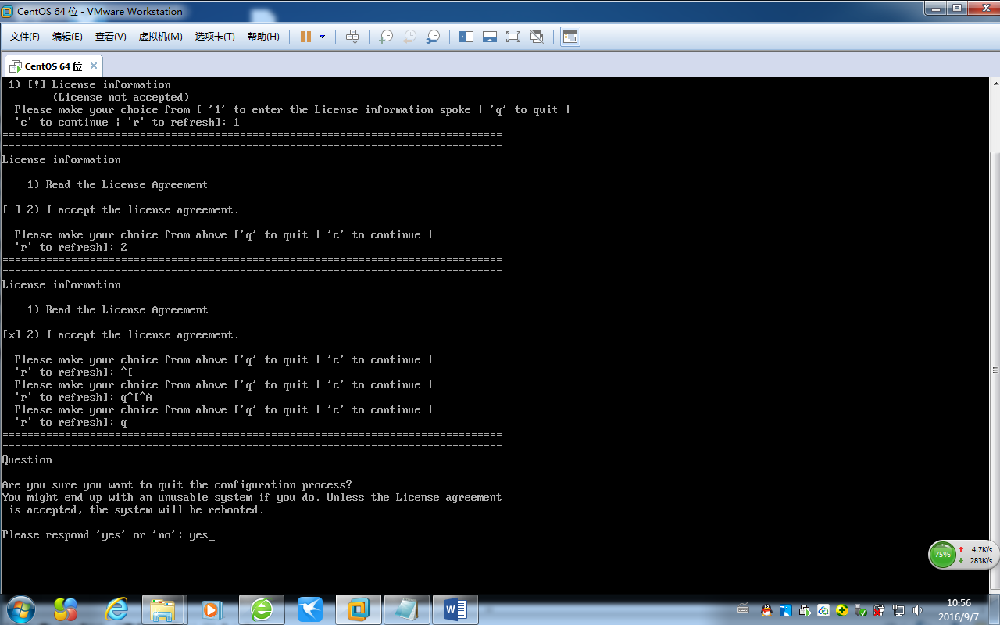 CentOS 64 位 - VMware Workstation
文件(F) 编辑(E) 查看(V) 虚拟机(M) 选项卡(T) 帮助(H)
CentOS 64 位
1) [!] License information
(License not accepted)
Please make your choice from [ '1' to enter the License information spoke | 'q' to quit |
'c' to continue | 'r' to refresh]: 1
================================================================================
================================================================================
License information
1) Read the License Agreement
[ ] 2) I accept the license agreement.
Please make your choice from above ['q' to quit | 'c' to continue |
'r' to refresh]: 2
================================================================================
================================================================================
License information
1) Read the License Agreement
[x] 2) I accept the license agreement.
Please make your choice from above ['q' to quit | 'c' to continue |
'r' to refresh]: ^[
Please make your choice from above ['q' to quit | 'c' to continue |
'r' to refresh]: q^[^A
Please make your choice from above ['q' to quit | 'c' to continue |
'r' to refresh]: q
================================================================================
================================================================================
Question
Are you sure you want to quit the configuration process?
You might end up with an unusable system if you do. Unless the License agreement
is accepted, the system will be rebooted.
Please respond 'yes' or 'no': yes_
75%
4.7K/s
283K/s
10:56
2016/9/7